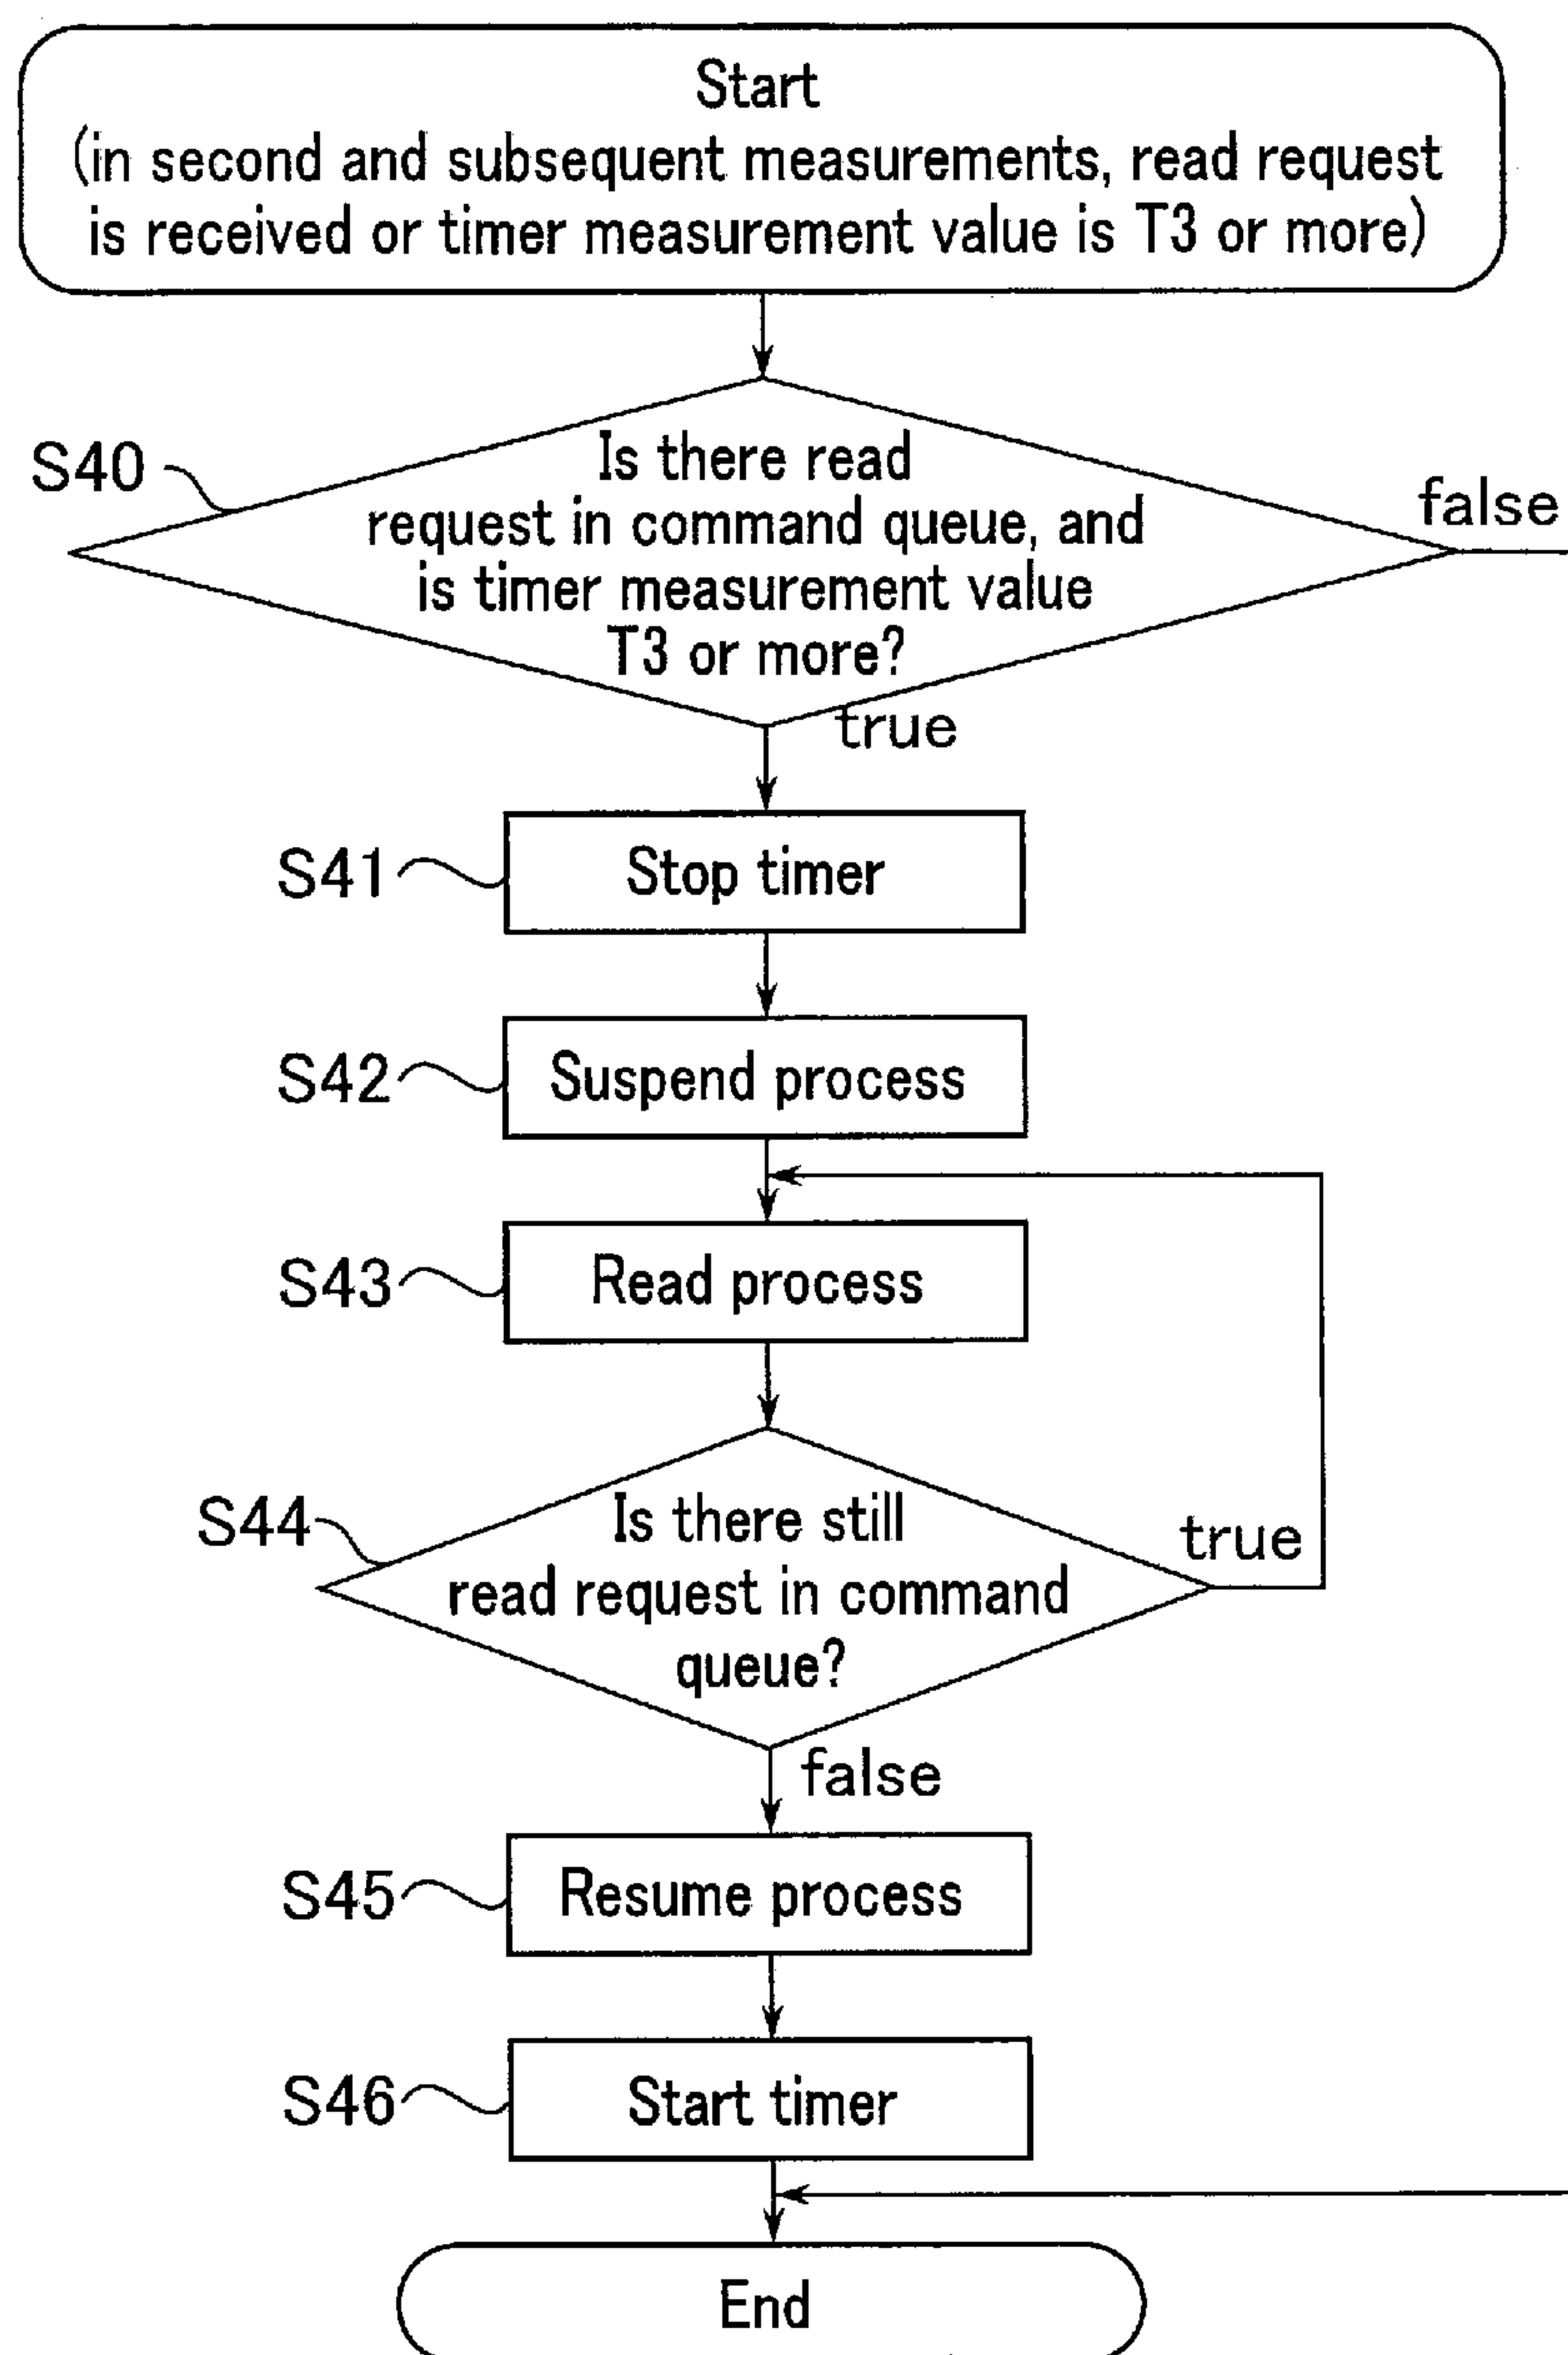 Start
(in second and subsequent measurements, read request
is received or timer measurement value is T3 or more)
S40
Is there read
request in command queue, and
is timer measurement value
T3 or more?
false
true
S41
Stop timer
S42
Suspend process
S43
Read process
S44
Is there still
read request in command
queue?
true
false
S45
Resume process
S46
Start timer
End